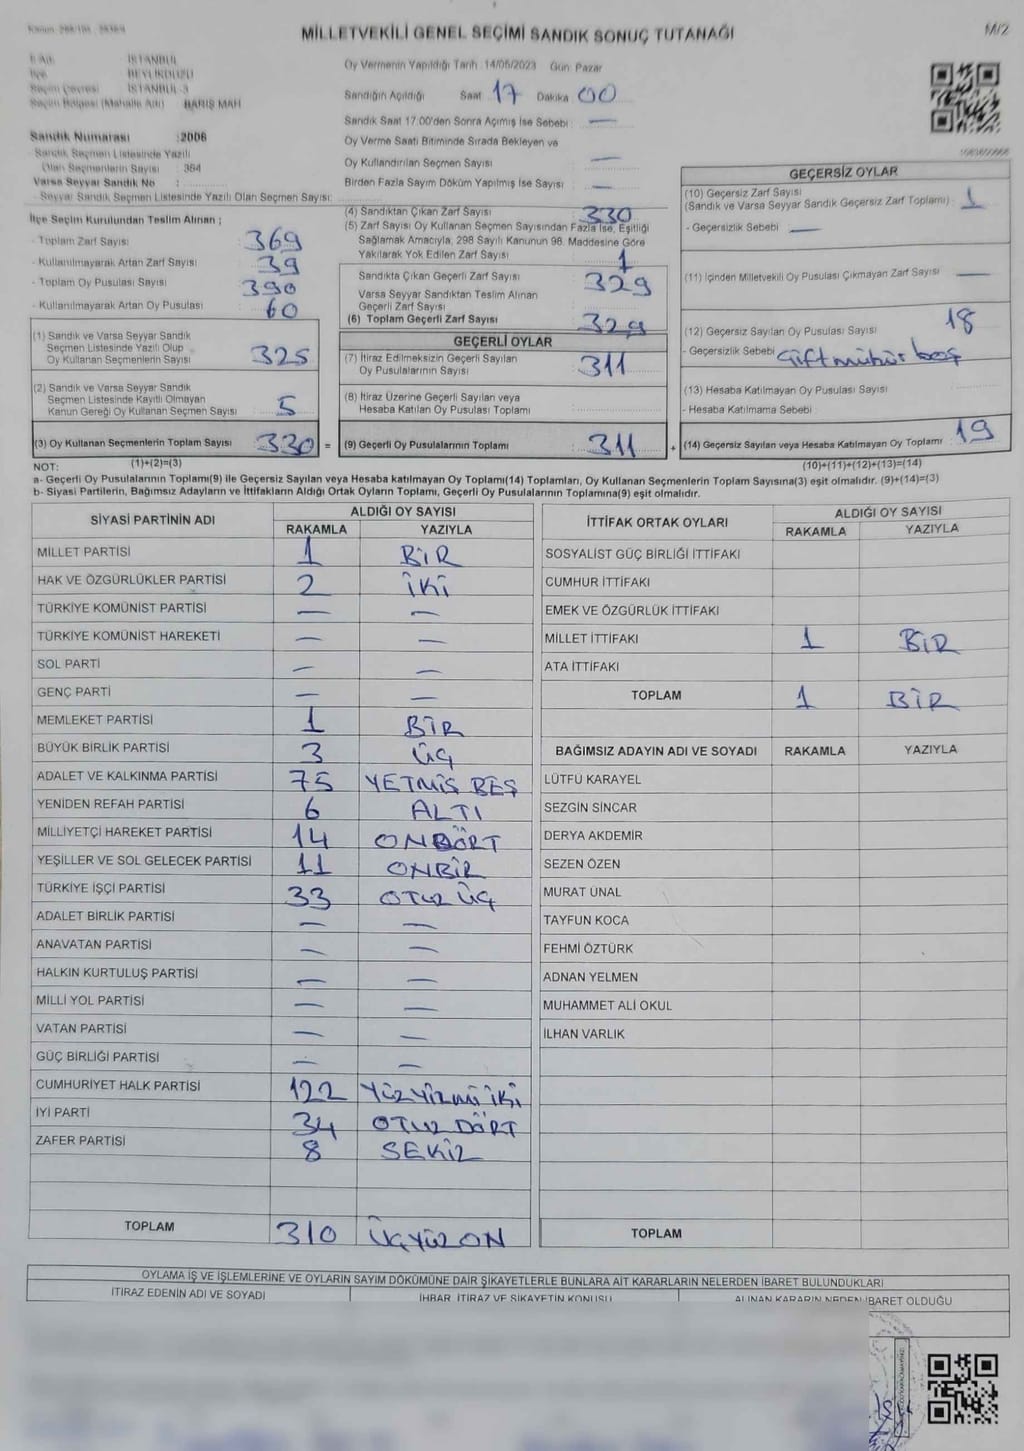 MİLLETVEKİLİ GENEL SEÇİMİ SANDIK SONUÇ TUTANAĞI
M/2
İli Adı : İSTANBUL
İlçe : BEYLİKDÜZÜ
Seçim Çevresi : İSTANBUL-3
Seçim Bölgesi (Mahalle Adı) : BARIŞ MAH
Sandık Numarası : 2006
Sandık Seçmen Listesinde Yazılı
Olan Seçmenlerin Sayısı : 364
Varsa Seyyar Sandık No :
Seyyar Sandık Seçmen Listesinde Yazılı Olan Seçmen Sayısı:
Oy Vermenin Yapıldığı Tarih: 14/05/2023 Gün: Pazar
Sandığın Açıldığı Saat 17 Dakika 00
Sandık Saat 17:00'den Sonra Açımış İse Sebebi : —
Oy Verme Saati Bitiminde Sırada Bekleyen ve
Oy Kullandırılan Seçmen Sayısı —
Birden Fazla Sayım Döküm Yapılmış İse Sayısı : —
İlçe Seçim Kurulundan Teslim Alınan ;
- Toplam Zarf Sayısı 369
- Kullanılmayarak Artan Zarf Sayısı 39
- Toplam Oy Pusulası Sayısı 390
- Kullanılmayarak Artan Oy Pusulası 60
(1) Sandık ve Varsa Seyyar Sandık
Seçmen Listesinde Yazılı Olup
Oy Kullanan Seçmenlerin Sayısı 325
(2) Sandık ve Varsa Seyyar Sandık
Seçmen Listesinde Kayıtlı Olmayan
Kanun Gereği Oy Kullanan Seçmen Sayısı 5
(3) Oy Kullanan Seçmenlerin Toplam Sayısı 330 =
(4) Sandıktan Çıkan Zarf Sayısı 330
(5) Zarf Sayısı Oy Kullanan Seçmen Sayısından Fazla İse, Eşitliği
Sağlamak Amacıyla, 298 Sayılı Kanunun 98. Maddesine Göre
Yakılarak Yok Edilen Zarf Sayısı 1
Sandıkta Çıkan Geçerli Zarf Sayısı 329
Varsa Seyyar Sandıktan Teslim Alınan
Geçerli Zarf Sayısı
(6) Toplam Geçerli Zarf Sayısı 329
GEÇERLİ OYLAR
(7) İtiraz Edilmeksizin Geçerli Sayılan
Oy Pusulalarının Sayısı 311
(8) İtiraz Üzerine Geçerli Sayılan veya
Hesaba Katılan Oy Pusulası Toplamı
(9) Geçerli Oy Pusulalarının Toplamı 311 +
GEÇERSİZ OYLAR
(10) Geçersiz Zarf Sayısı
(Sandık ve Varsa Seyyar Sandık Geçersiz Zarf Toplamı) 1
- Geçersizlik Sebebi —
(11) İçinden Milletvekili Oy Pusulası Çıkmayan Zarf Sayısı —
(12) Geçersiz Sayılan Oy Pusulası Sayısı 18
- Geçersizlik Sebebi Çift mühür boş
(13) Hesaba Katılmayan Oy Pusulası Sayısı
- Hesaba Katılmama Sebebi
(14) Geçersiz Sayılan veya Hesaba Katılmayan Oy Toplamı 19
NOT: (1)+(2)=(3) (10)+(11)+(12)+(13)=(14)
a- Geçerli Oy Pusulalarının Toplamı(9) ile Geçersiz Sayılan veya Hesaba katılmayan Oy Toplamı(14) Toplamları, Oy Kullanan Seçmenlerin Toplam Sayısına(3) eşit olmalıdır. (9)+(14)=(3)
b- Siyasi Partilerin, Bağımsız Adayların ve İttifakların Aldığı Ortak Oyların Toplamı, Geçerli Oy Pusulalarının Toplamına(9) eşit olmalıdır.
SİYASİ PARTİNİN ADI ALDIĞI OY SAYISI
RAKAMLA YAZIYLA
MİLLET PARTİSİ 1 BİR
HAK VE ÖZGÜRLÜKLER PARTİSİ 2 İKİ
TÜRKİYE KOMÜNİST PARTİSİ — —
TÜRKİYE KOMÜNİST HAREKETİ — —
SOL PARTİ — —
GENÇ PARTİ — —
MEMLEKET PARTİSİ 1 BİR
BÜYÜK BİRLİK PARTİSİ 3 ÜÇ
ADALET VE KALKINMA PARTİSİ 75 YETMİŞ BEŞ
YENİDEN REFAH PARTİSİ 6 ALTI
MİLLİYETÇİ HAREKET PARTİSİ 14 ONDÖRT
YEŞİLLER VE SOL GELECEK PARTİSİ 11 ONBİR
TÜRKİYE İŞÇİ PARTİSİ 33 OTUZ ÜÇ
ADALET BİRLİK PARTİSİ — —
ANAVATAN PARTİSİ — —
HALKIN KURTULUŞ PARTİSİ — —
MİLLİ YOL PARTİSİ — —
VATAN PARTİSİ — —
GÜÇ BİRLİĞİ PARTİSİ — —
CUMHURİYET HALK PARTİSİ 122 YÜZ YİRMİ İKİ
İYİ PARTİ 34 OTUZ DÖRT
ZAFER PARTİSİ 8 SEKİZ
TOPLAM 310 ÜÇYÜZ ON
İTTİFAK ORTAK OYLARI ALDIĞI OY SAYISI
RAKAMLA YAZIYLA
SOSYALİST GÜÇ BİRLİĞİ İTTİFAKI
CUMHUR İTTİFAKI
EMEK VE ÖZGÜRLÜK İTTİFAKI
MİLLET İTTİFAKI 1 BİR
ATA İTTİFAKI
TOPLAM 1 BİR
BAĞIMSIZ ADAYIN ADI VE SOYADI RAKAMLA YAZIYLA
LÜTFÜ KARAYEL
SEZGİN SİNCAR
DERYA AKDEMİR
SEZEN ÖZEN
MURAT ÜNAL
TAYFUN KOCA
FEHMİ ÖZTÜRK
ADNAN YELMEN
MUHAMMET ALİ OKUL
İLHAN VARLIK
TOPLAM
OYLAMA İŞ VE İŞLEMLERİNE VE OYLARIN SAYIM DÖKÜMÜNE DAİR ŞİKAYETLERLE BUNLARA AİT KARARLARIN NELERDEN İBARET BULUNDUKLARI
İTİRAZ EDENİN ADI VE SOYADI İHBAR, İTİRAZ VE ŞİKAYETİN KONUSU ALINAN KARARIN NEDEN İBARET OLDUĞU